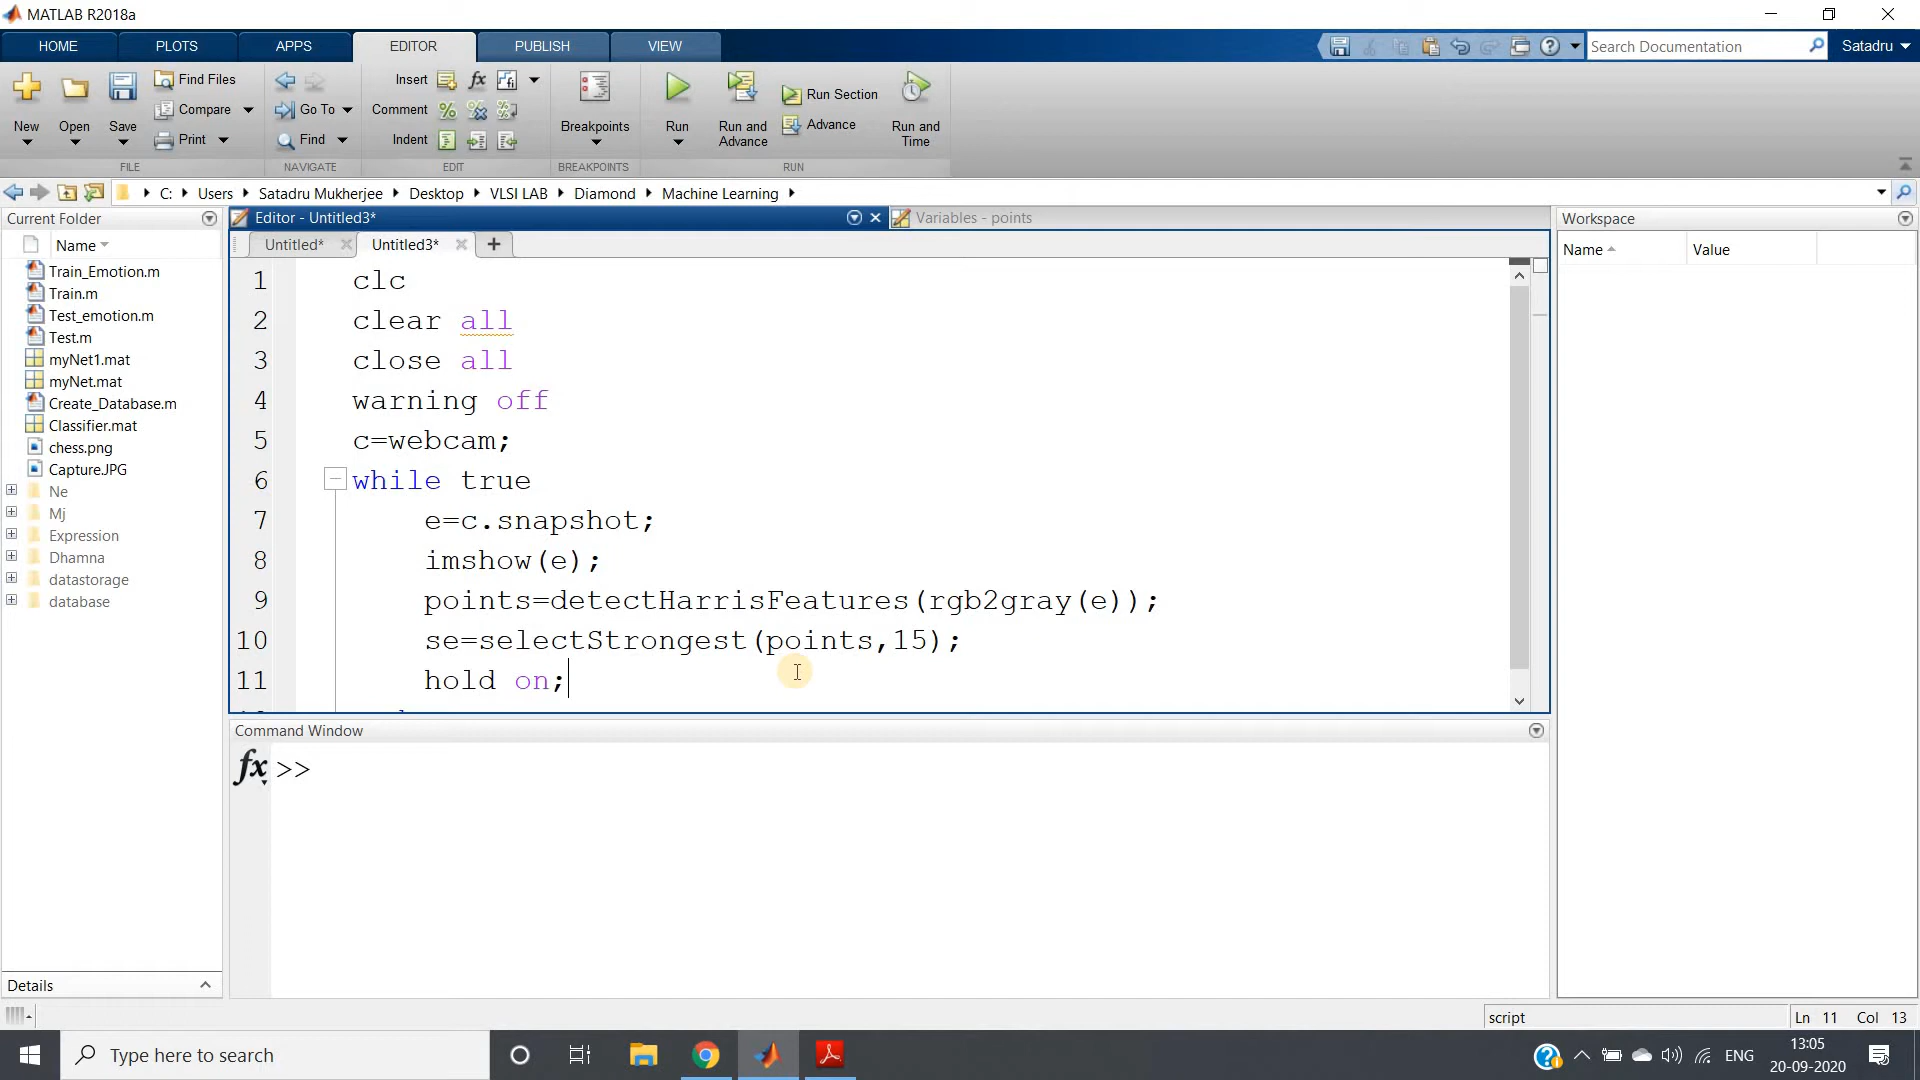 MATLAB R2018a
HOME PLOTS APPS EDITOR PUBLISH VIEW Search Documentation Satadru
New Open Save Find Files Compare Print Go To Find Insert fx Comment Indent Breakpoints Run Run and Advance Run Section Advance Run and Time
FILE NAVIGATE EDIT BREAKPOINTS RUN
C: Users Satadru Mukherjee Desktop VLSI LAB Diamond Machine Learning
Current Folder
Name
Train_Emotion.m
Train.m
Test_emotion.m
Test.m
myNet1.mat
myNet.mat
Create_Database.m
Classifier.mat
chess.png
Capture.JPG
Ne
Mj
Expression
Dhamna
datastorage
database
Details
Editor - Untitled3*
Variables - points
Untitled* Untitled3*
1 clc
2 clear all
3 close all
4 warning off
5 c=webcam;
6 while true
7 e=c.snapshot;
8 imshow(e);
9 points=detectHarrisFeatures(rgb2gray(e));
10 se=selectStrongest(points,15);
11 hold on;
Command Window
fx >>
Workspace
Name Value
script Ln 11 Col 13
Type here to search
ENG
13:05
20-09-2020